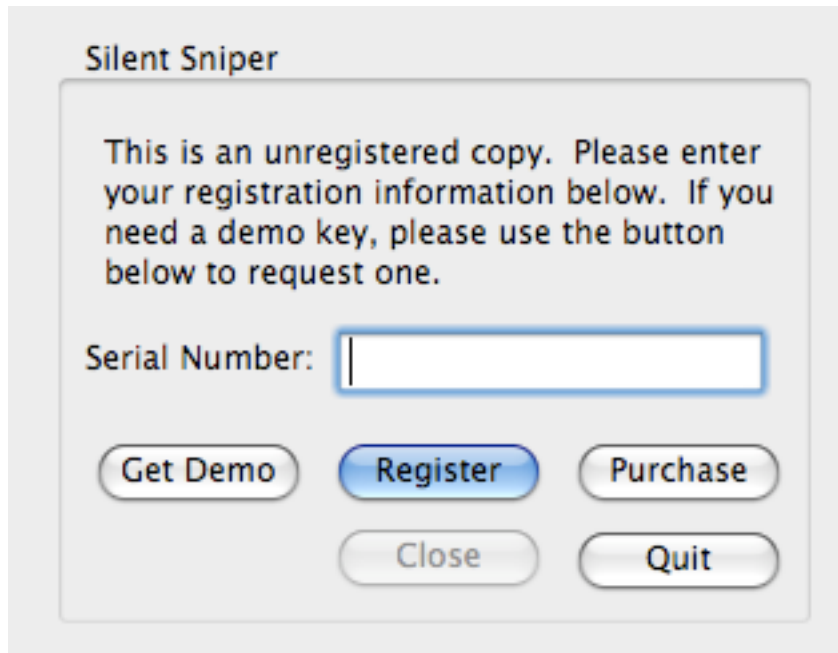 Silent Sniper
This is an unregistered copy.  Please enter
your registration information below.  If you
need a demo key, please use the button
below to request one.
Serial Number:
Get Demo Register Purchase
Close Quit